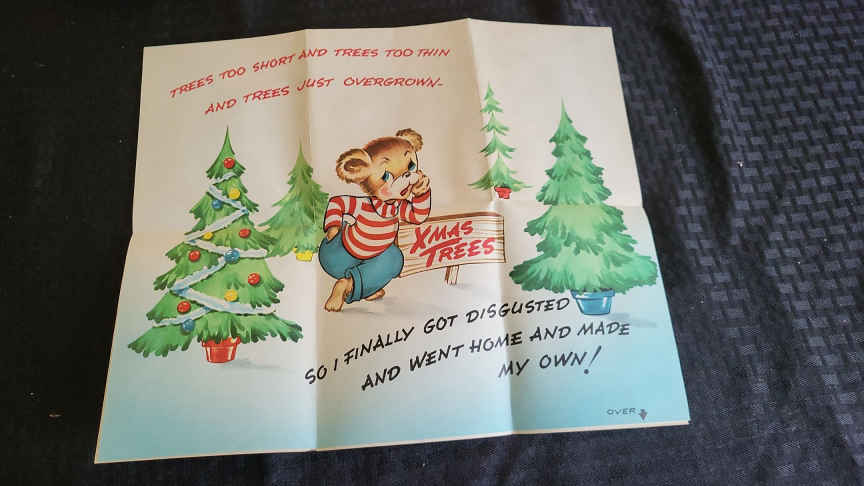 TREES TOO SHORT AND TREES TOO THIN
AND TREES JUST OVERGROWN-
XMAS
TREES
SO I FINALLY GOT DISGUSTED
AND WENT HOME AND MADE
MY OWN!
OVER